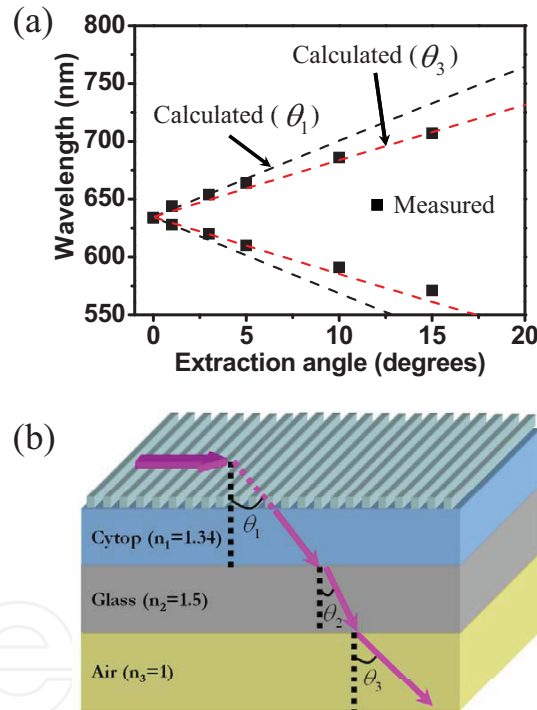 (a)
800
750
700
650
600
550
Wavelength (nm)
Calculated (θ3)
Calculated (θ1)
Measured
0 5 10 15 20
Extraction angle (degrees)
(b)
θ1
Cytop (n1=1.34)
Glass (n2=1.5)
θ2
Air (n3=1)
θ3